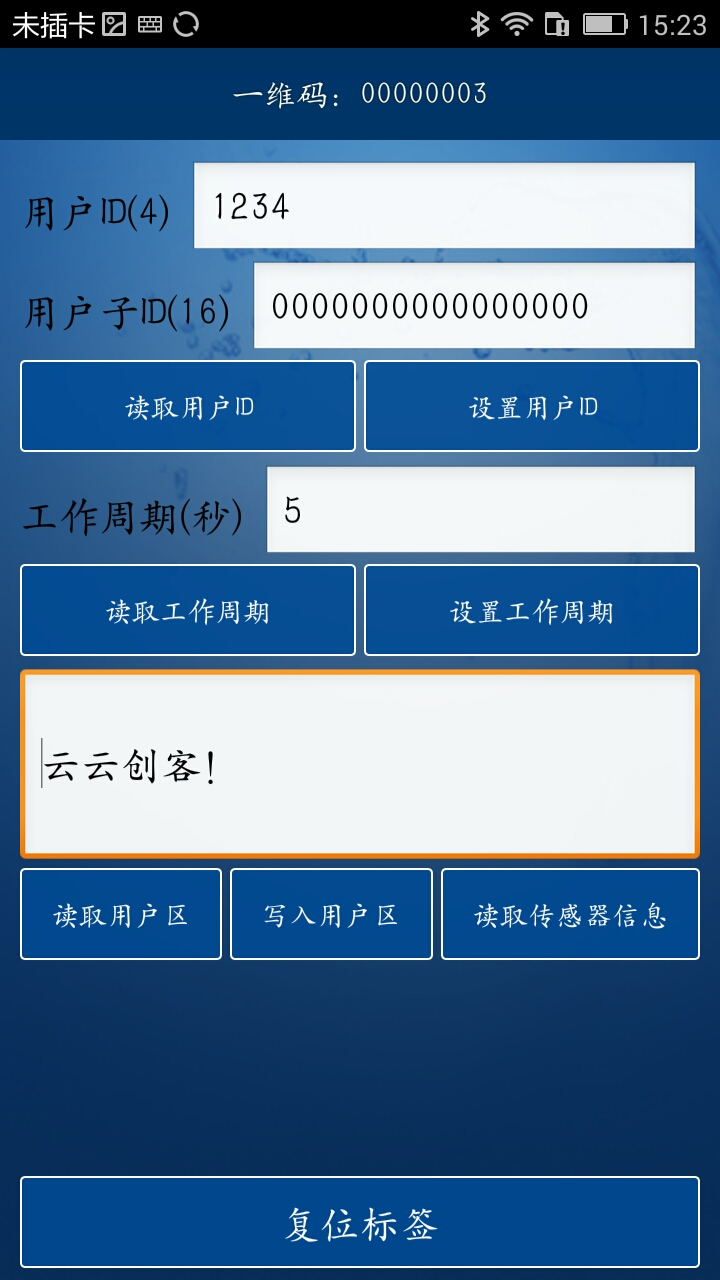 未插卡 15:23
一维码：00000003
用户ID(4) 1234
用户子ID(16) 0000000000000000
读取用户ID 设置用户ID
工作周期(秒) 5
读取工作周期 设置工作周期
云云创客!
读取用户区 写入用户区 读取传感器信息
复位标签